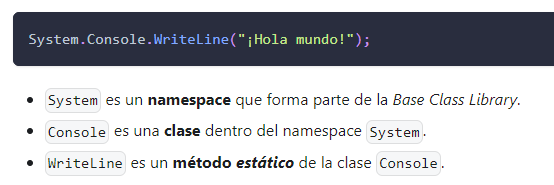 System.Console.WriteLine("¡Hola mundo!");
• System es un namespace que forma parte de la Base Class Library.
• Console es una clase dentro del namespace System.
• WriteLine es un método estático de la clase Console.